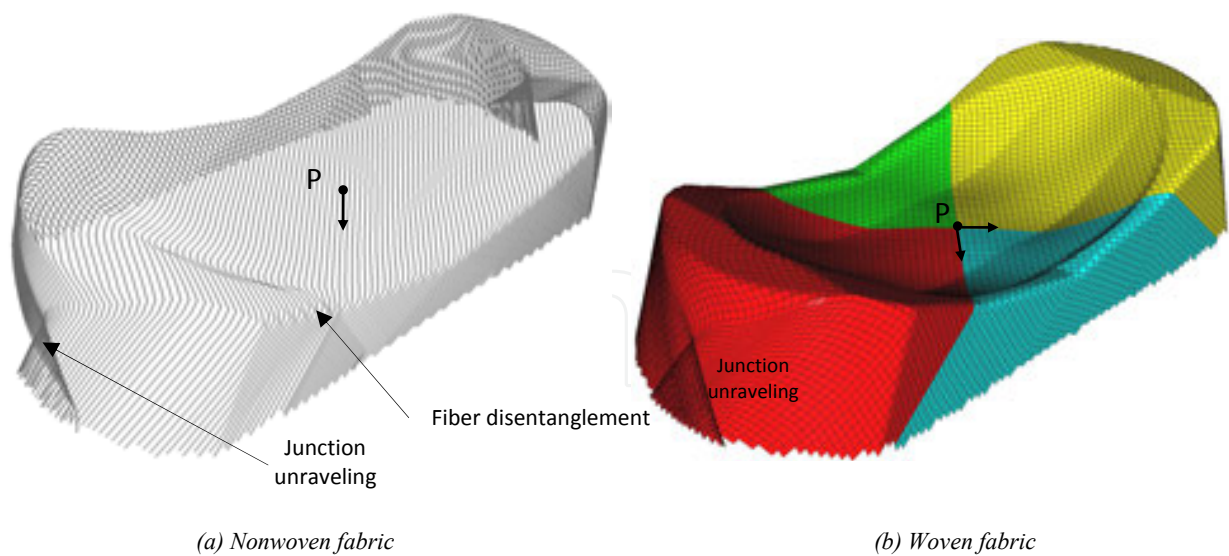 P
P
Junction
unraveling
Fiber disentanglement
Junction
unraveling
(a) Nonwoven fabric
(b) Woven fabric